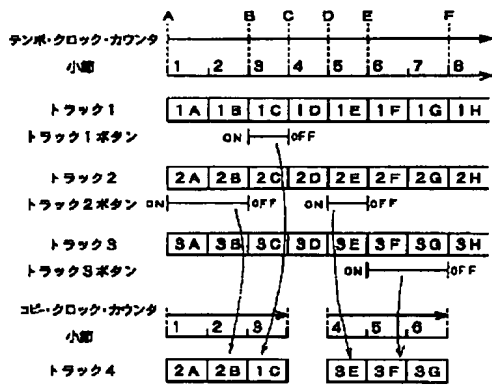 A B C D E F
テンポ・クロック・カウンタ
小節 1 2 3 4 5 6 7 8
トラック1 1A 1B 1C 1D 1E 1F 1G 1H
トラック1ボタン ON OFF
トラック2 2A 2B 2C 2D 2E 2F 2G 2H
トラック2ボタン ON OFF ON OFF
トラック3 3A 3B 3C 3D 3E 3F 3G 3H
トラック3ボタン ON OFF
コピー・クロック・カウンタ
小節 1 2 3 4 5 6
トラック4 2A 2B 1C 3E 3F 3G